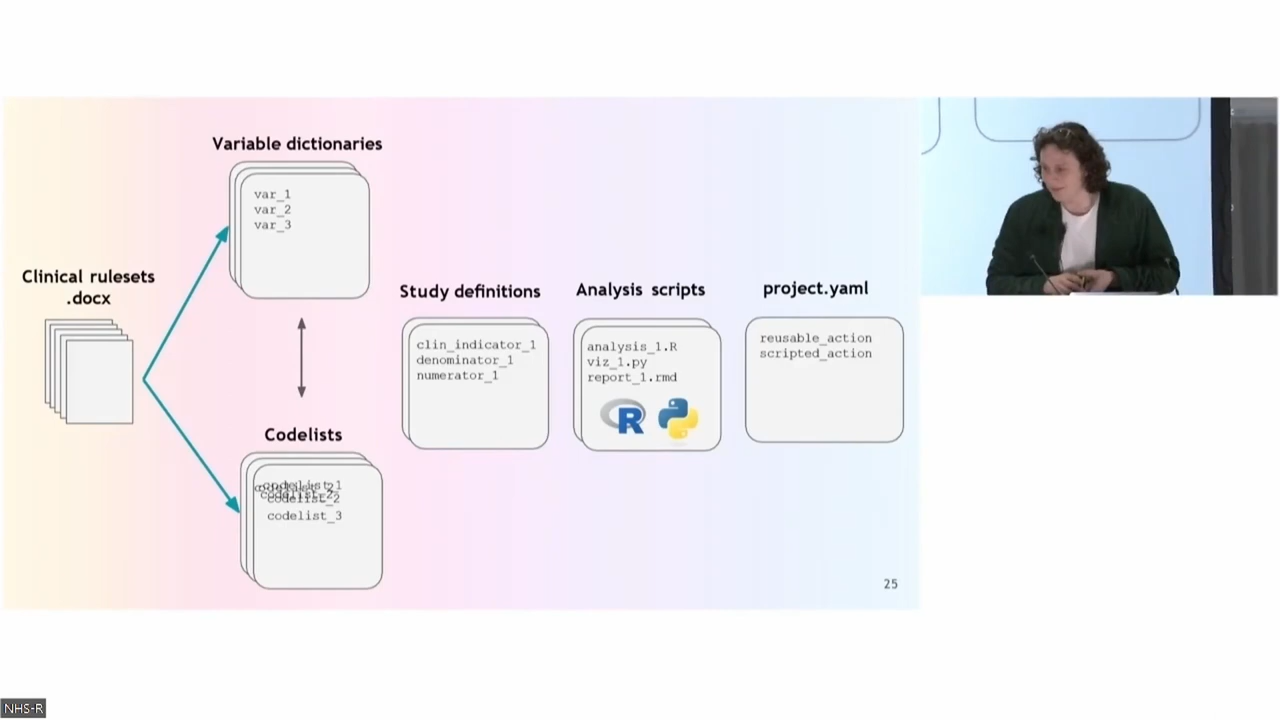 Variable dictionaries
var_1
var_2
var_3
Clinical rulesets
.docx
Codelists
codelist_1
codelist_2
codelist_3
Study definitions
clin_indicator_1
denominator_1
numerator_1
Analysis scripts
analysis_1.R
viz_1.py
report_1.rmd
R
project.yaml
reusable_action
scripted_action
25
NHS-R